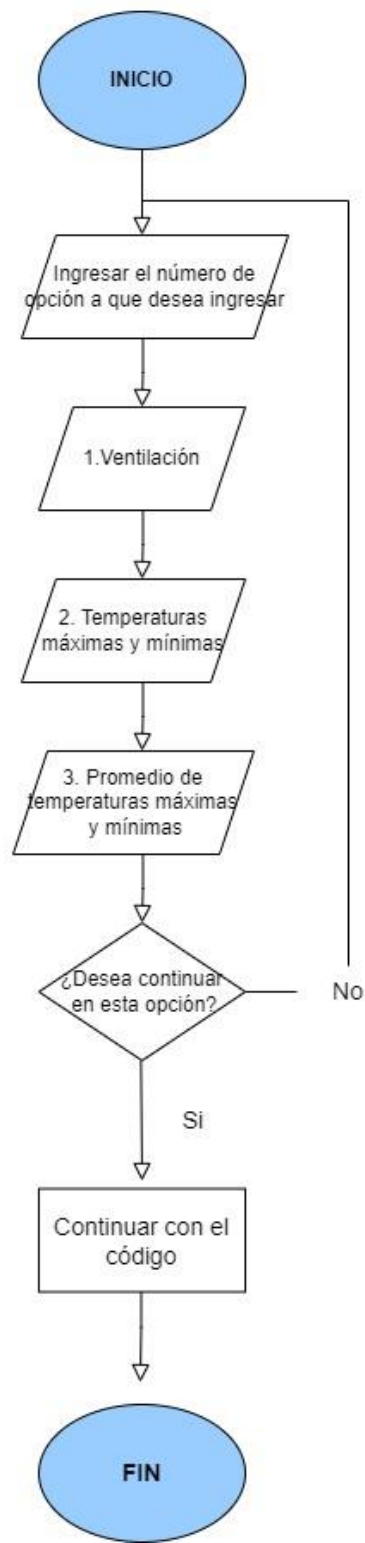 INICIO
Ingresar el número de
opción a que desea ingresar
1.Ventilación
2. Temperaturas
máximas y mínimas
3. Promedio de
temperaturas máximas
y mínimas
¿Desea continuar
en esta opción?
No
Si
Continuar con el
código
FIN